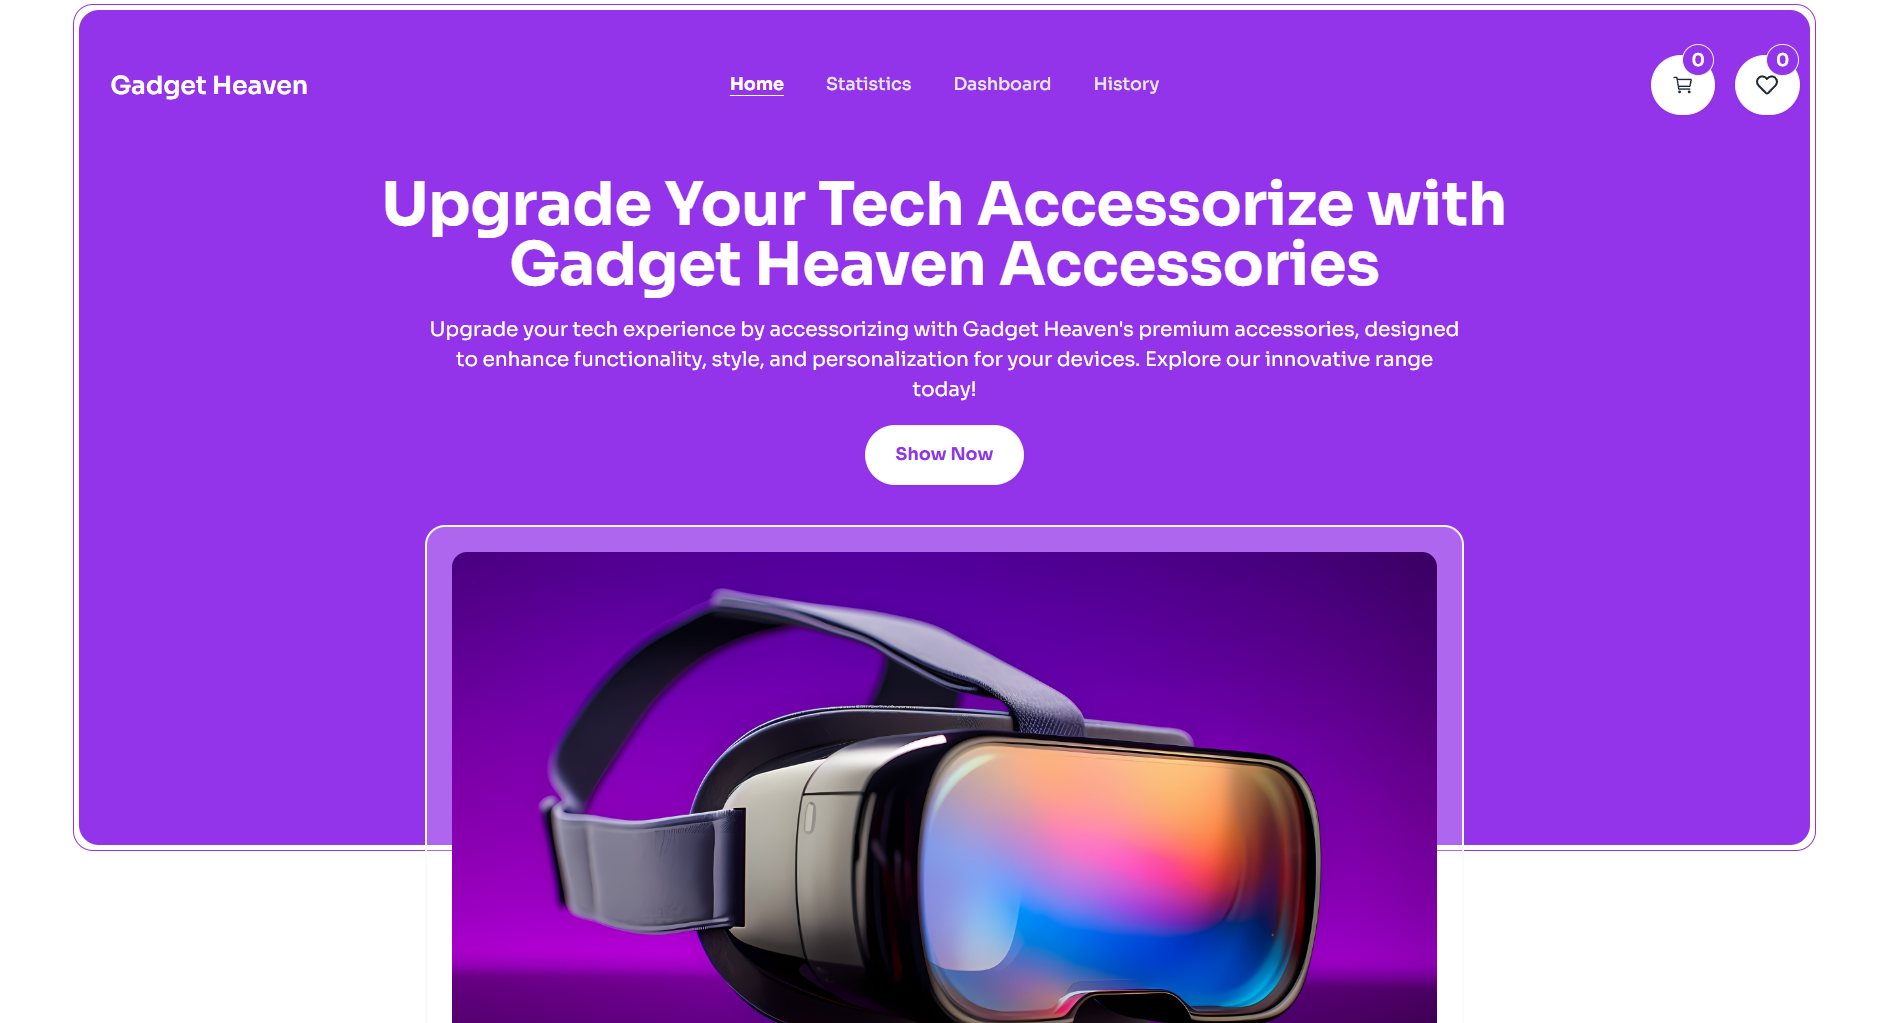 Gadget Heaven
Home Statistics Dashboard History
0 0
Upgrade Your Tech Accessorize with
Gadget Heaven Accessories
Upgrade your tech experience by accessorizing with Gadget Heaven's premium accessories, designed
to enhance functionality, style, and personalization for your devices. Explore our innovative range
today!
Show Now